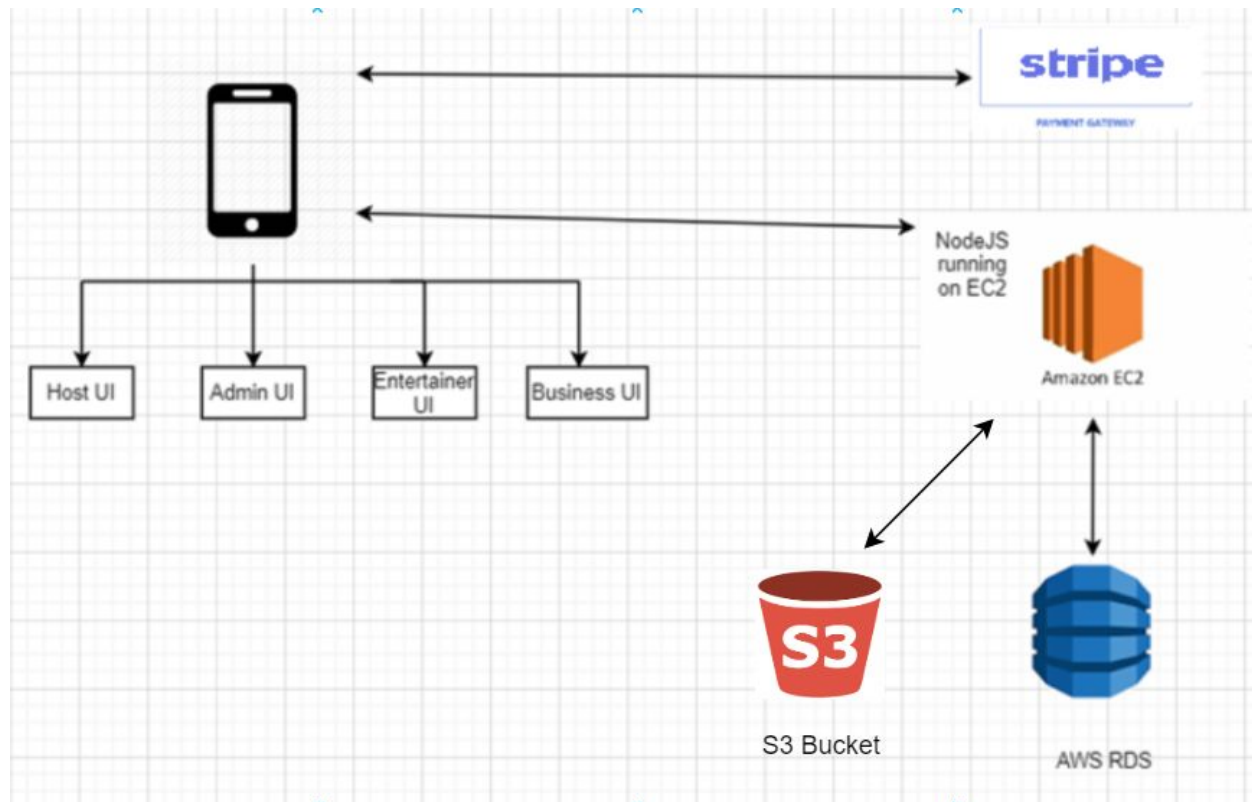 stripe
PAYMENT GATEWAY
NodeJS
running
on EC2
Amazon EC2
Host UI
Admin UI
Entertainer
UI
Business UI
S3
S3 Bucket
AWS RDS